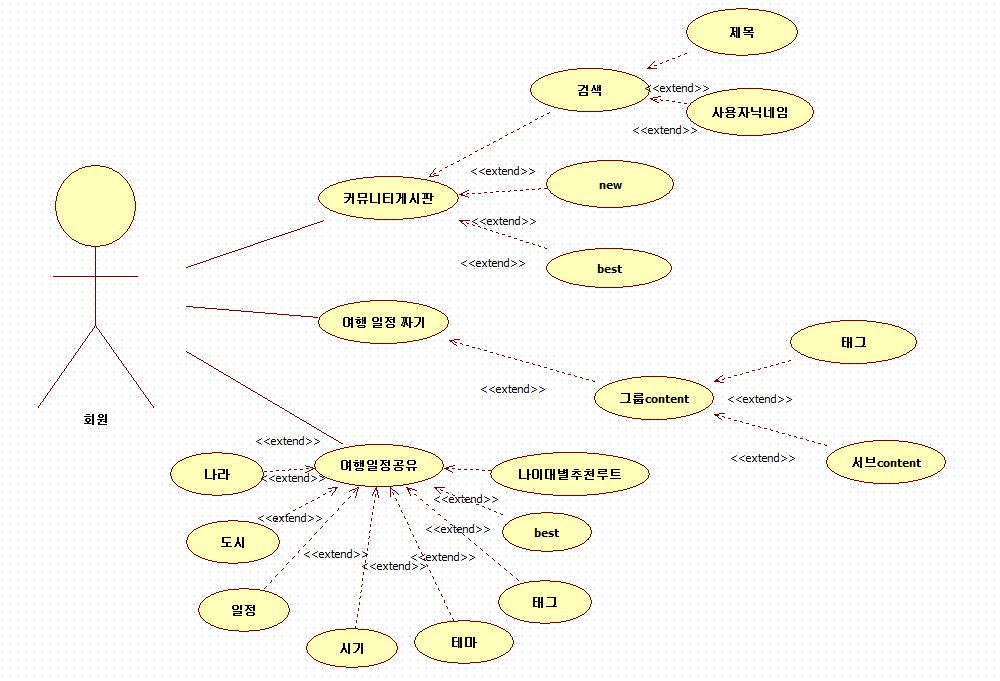 제목
검색
<<extend>>
사용자닉네임
<<extend>>
<<extend>>
new
커뮤니티게시판
<<extend>>
<<extend>>
best
여행 일정 짜기
태그
<<extend>>
그룹content
<<extend>>
회원
<<extend>>
여행일정공유
<<extend>>
서브content
나라
<<extend>>
나이대별추천루트
<<extend>>
<<extend>>
<<extend>>
best
도시
<<extend>>
<<extend>>
<<extend>>
태그
일정
시기
테마